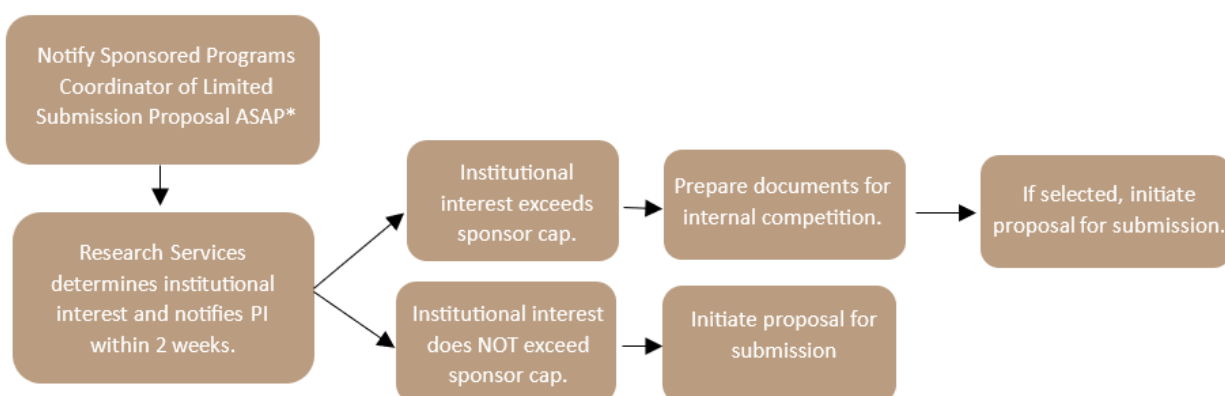 Notify Sponsored Programs
Coordinator of Limited
Submission Proposal ASAP*
Research Services
determines institutional
interest and notifies PI
within 2 weeks.
Institutional
interest exceeds
sponsor cap.
Prepare documents for
internal competition.
If selected, initiate
proposal for submission.
Institutional interest
does NOT exceed
sponsor cap.
Initiate proposal for
submission